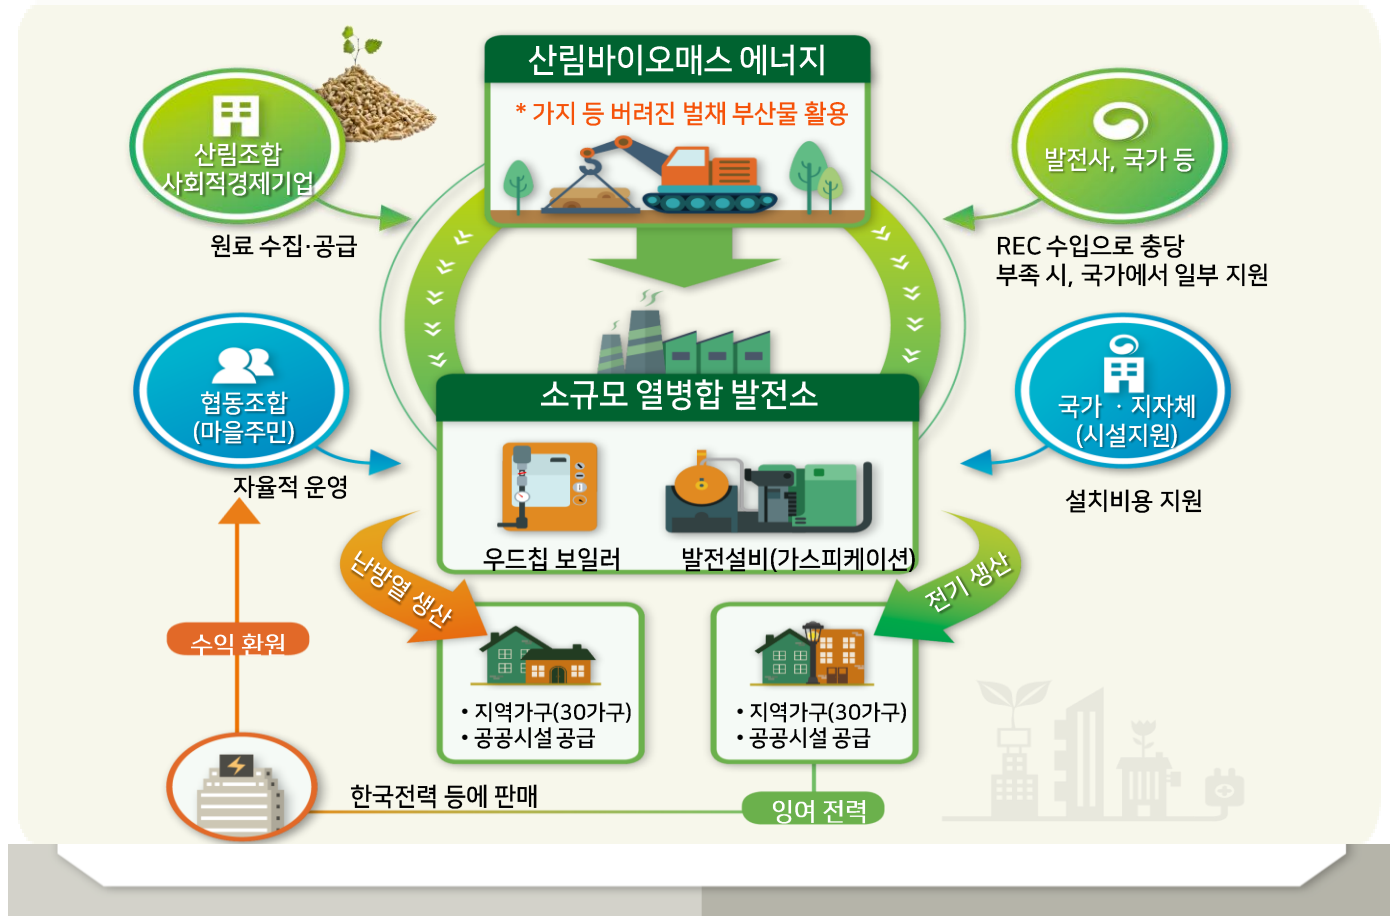 산림바이오매스 에너지
* 가지 등 버려진 벌채 부산물 활용
산림조합
사회적경제기업
원료 수집·공급
발전사, 국가 등
REC 수입으로 충당
부족 시, 국가에서 일부 지원
협동조합
(마을주민)
자율적 운영
소규모 열병합 발전소
우드칩 보일러
발전설비(가스피케이션)
국가 · 지자체
(시설지원)
설치비용 지원
난방열 생산
전기 생산
• 지역가구(30가구)
• 공공시설 공급
• 지역가구(30가구)
• 공공시설 공급
수익 환원
한국전력 등에 판매
잉여 전력